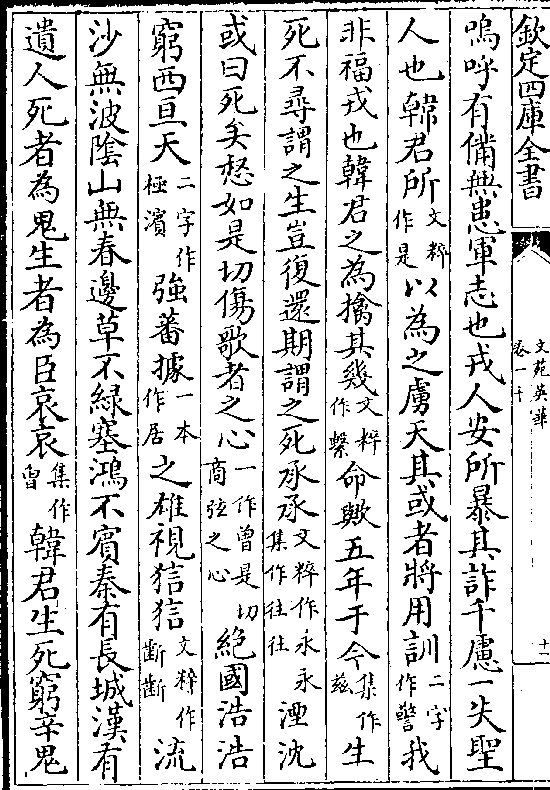 欽定四庫全書
文苑英華
卷一千
十一
嗚呼有備無患軍志也戎人安所暴其詐千慮一失聖
人也韓君所文粹作是以為之虜天其或者將用訓二字作警我
非福戎也韓君之為擒其幾文粹作繫命歟五年于今集作茲生
死不尋謂之生豈復還期謂之死承承文粹作永永集作往往湮沈
或曰死矣愁如是切傷歌者之心一作曾是切商弦之心絕國浩浩
窮西亘天二字作極濱強蕃據一本作居之雄視狺狺文粹作齗齗流
沙無波陰山無春邊草不綠塞鴻不賓秦有長城漢有
遺人死者為鬼生者為臣哀哀集作曾韓君生死窮辛鬼